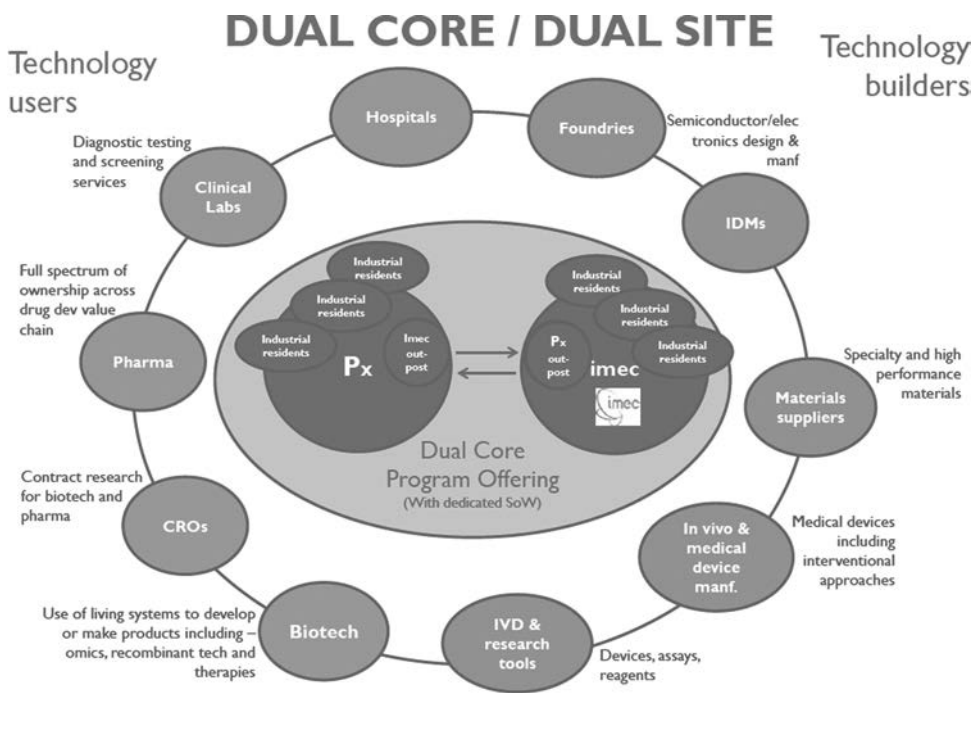 DUAL CORE / DUAL SITE
Technology
users
Technology
builders
Hospitals
Foundries
Semiconductor/elec
tronics design &
manf
Diagnostic testing
and screening
services
Clinical
Labs
IDMs
Full spectrum of
ownership across
drug dev value
chain
Pharma
Industrial
residents
Industrial
residents
Industrial
residents
Px
Imec
out-
post
Industrial
residents
Industrial
residents
Industrial
residents
Px
out-
post
imec
imec
Dual Core
Program Offering
(With dedicated SoW)
Specialty and high
performance
materials
Materials
suppliers
Contract research
for biotech and
pharma
CROs
In vivo &
medical
device
manf.
Medical devices
including
interventional
approaches
Use of living systems to develop
or make products including –
omics, recombinant tech and
therapies
Biotech
IVD &
research
tools
Devices, assays,
reagents